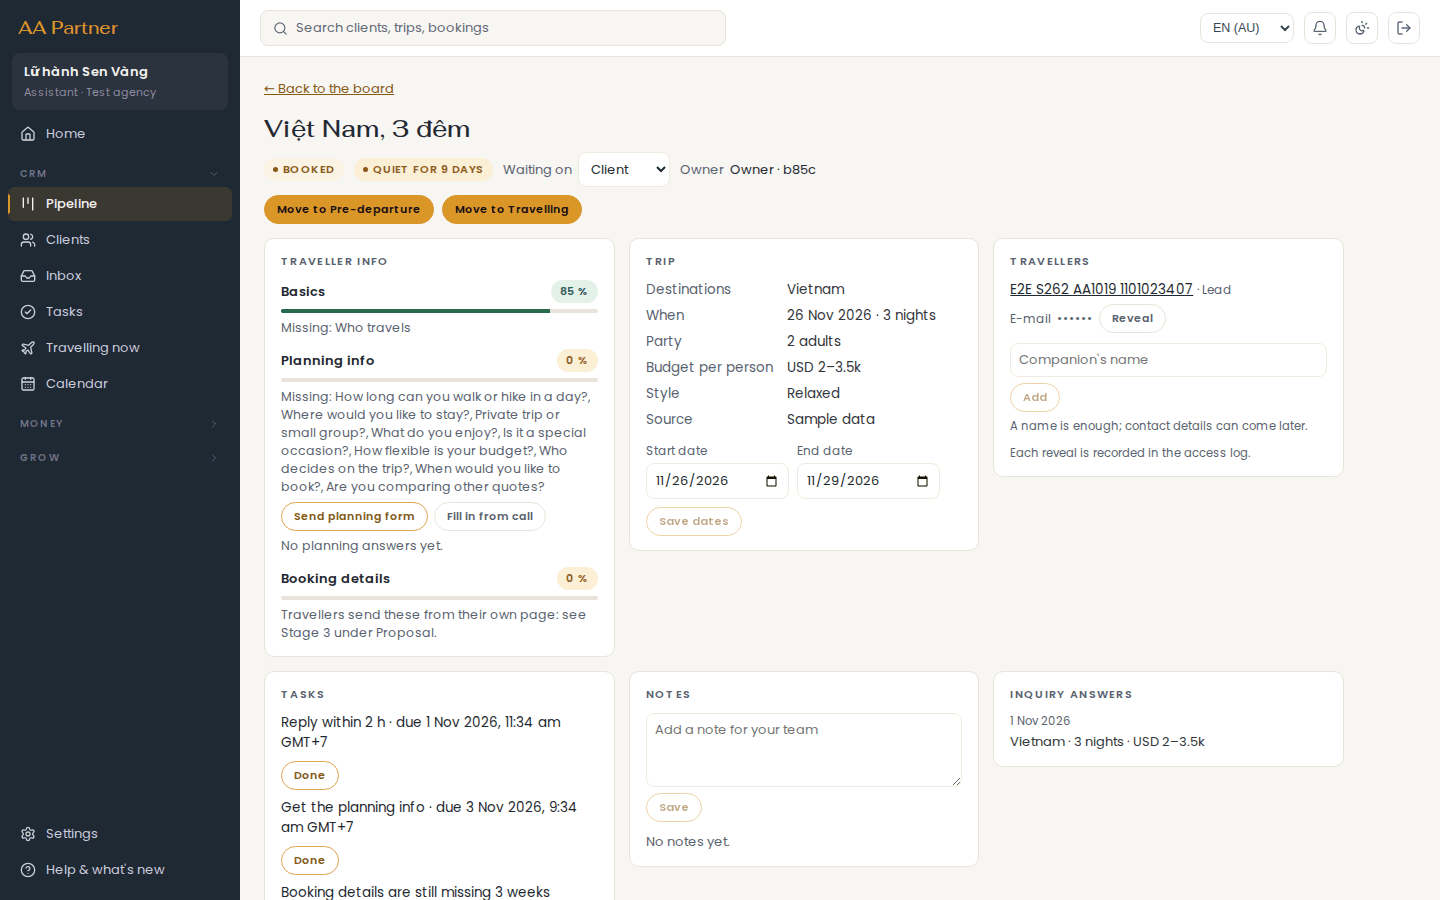 AA Partner
Lữ hành Sen Vàng
Assistant · Test agency
Home
CRM
Pipeline
Clients
Inbox
Tasks
Travelling now
Calendar
MONEY
GROW
Settings
Help & what's new
Search clients, trips, bookings
EN (AU)
← Back to the board
Việt Nam, 3 đêm
BOOKED
QUIET FOR 9 DAYS
Waiting on
Client
Owner Owner · b85c
Move to Pre-departure
Move to Travelling
TRAVELLER INFO
Basics
85 %
Missing: Who travels
Planning info
0 %
Missing: How long can you walk or hike in a day?,
Where would you like to stay?, Private trip or
small group?, What do you enjoy?, Is it a special
occasion?, How flexible is your budget?, Who
decides on the trip?, When would you like to
book?, Are you comparing other quotes?
Send planning form
Fill in from call
No planning answers yet.
Booking details
0 %
Travellers send these from their own page: see
Stage 3 under Proposal.
TRIP
Destinations Vietnam
When 26 Nov 2026 · 3 nights
Party 2 adults
Budget per person USD 2–3.5k
Style Relaxed
Source Sample data
Start date
End date
11/26/2026
11/29/2026
Save dates
TRAVELLERS
E2E S262 AA1019 1101023407 · Lead
E-mail •••••• Reveal
Companion's name
Add
A name is enough; contact details can come later.
Each reveal is recorded in the access log.
TASKS
Reply within 2 h · due 1 Nov 2026, 11:34 am
GMT+7
Done
Get the planning info · due 3 Nov 2026, 9:34
am GMT+7
Done
Booking details are still missing 3 weeks
NOTES
Add a note for your team
Save
No notes yet.
INQUIRY ANSWERS
1 Nov 2026
Vietnam · 3 nights · USD 2–3.5k